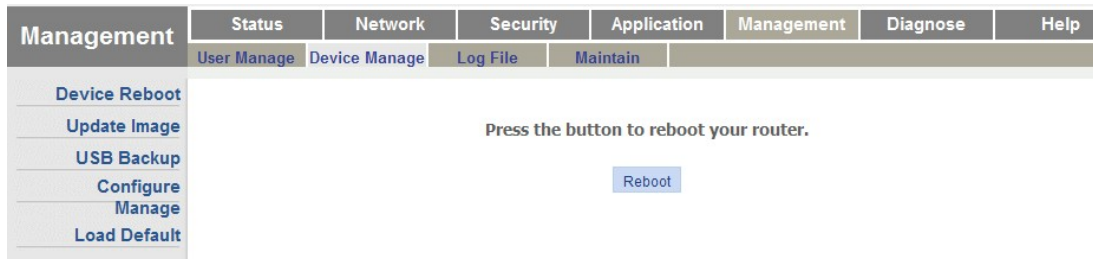 Management
Status Network Security Application Management Diagnose Help
User Manage Device Manage Log File Maintain
Device Reboot
Update Image
USB Backup
Configure
Manage
Load Default
Press the button to reboot your router.
Reboot